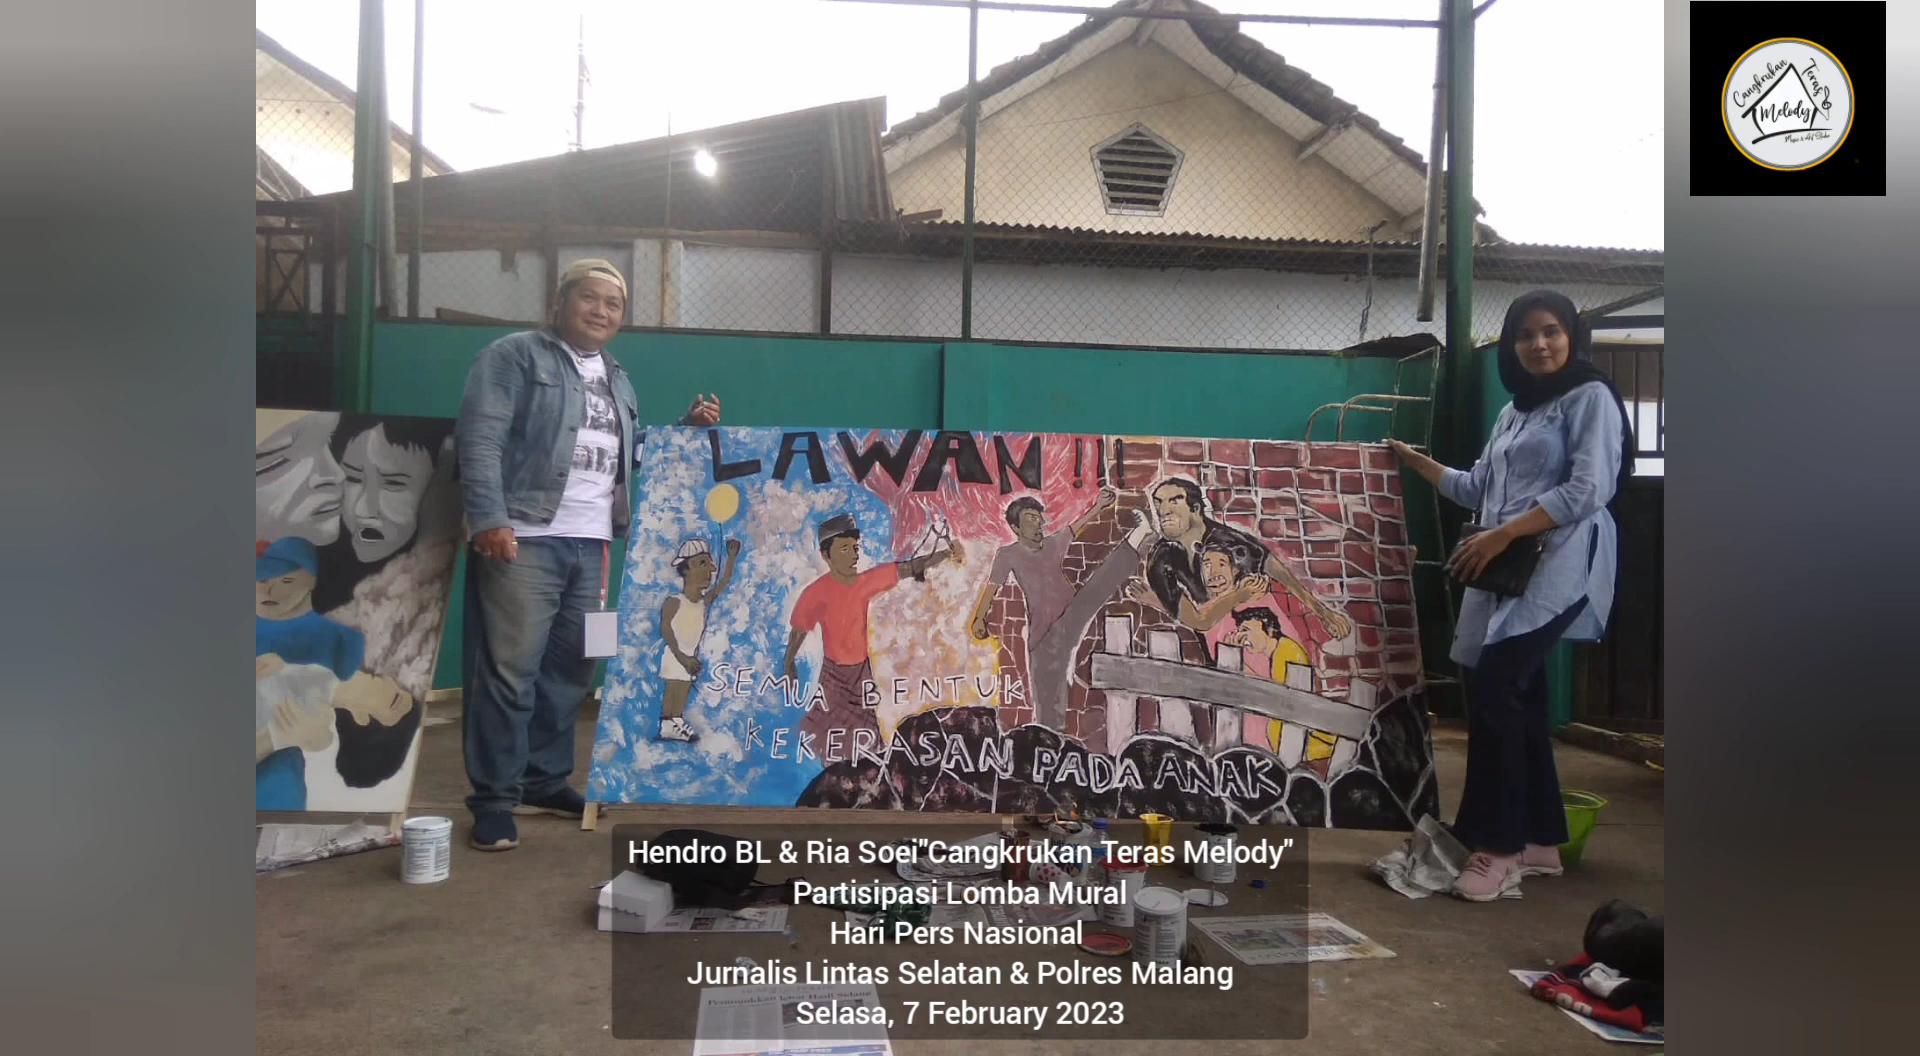 Cangkrukan
Teras
Melody
LAWAN !!!
SEMUA BENTUK
KEKERASAN PADA ANAK
Hendro BL & Ria Soei"Cangkrukan Teras Melody"
Partisipasi Lomba Mural
Hari Pers Nasional
Jurnalis Lintas Selatan & Polres Malang
Selasa, 7 February 2023